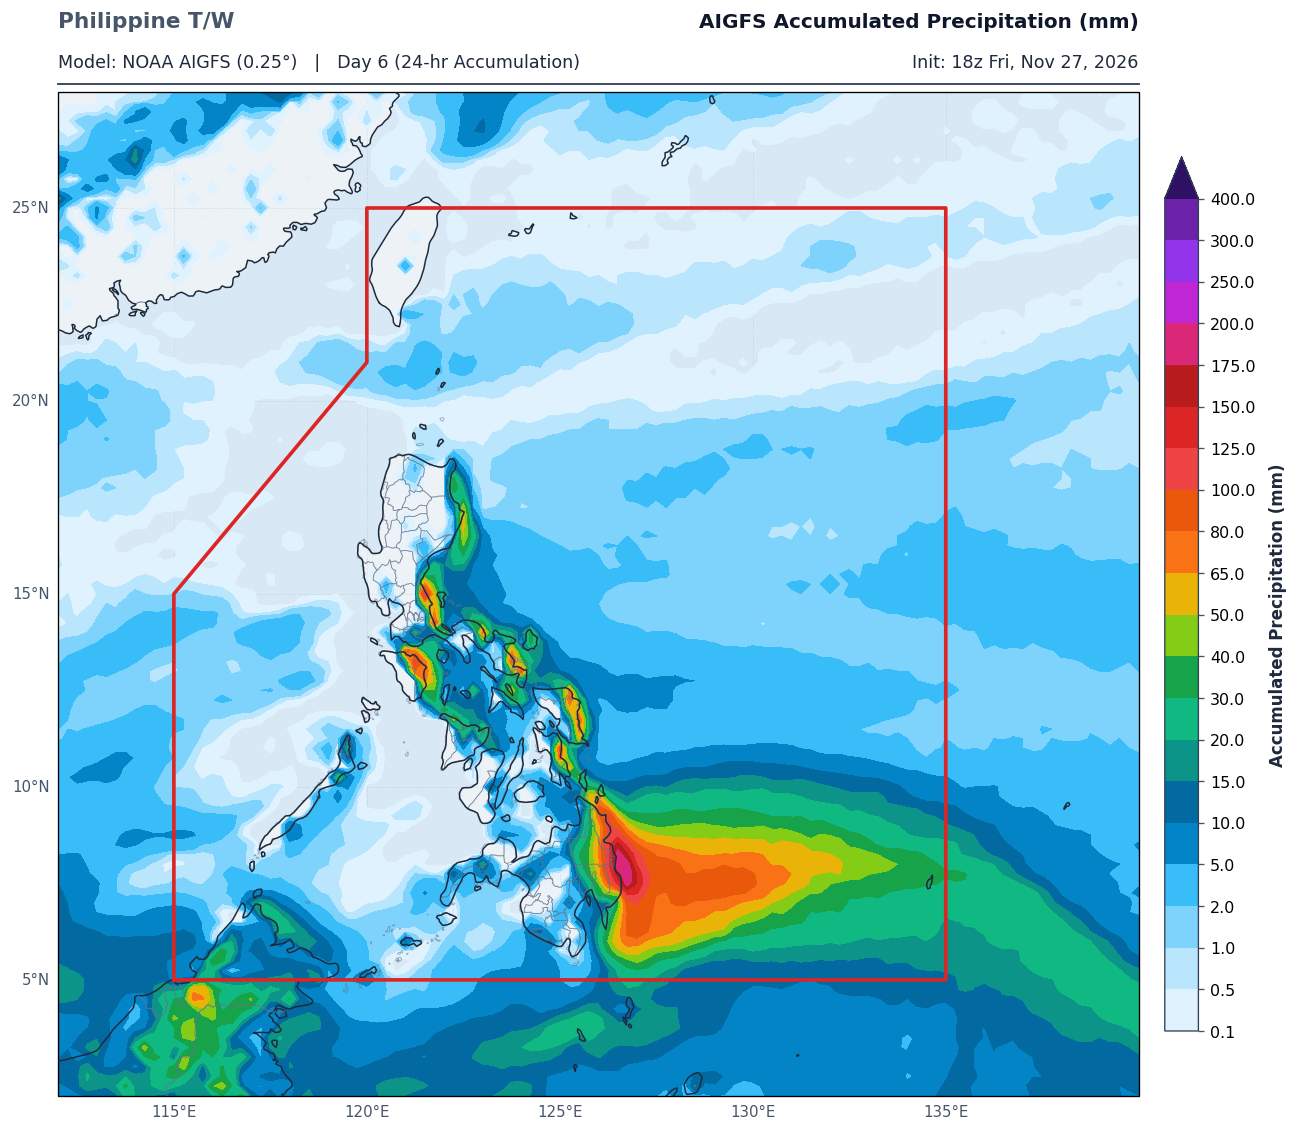 Philippine T/W
AIGFS Accumulated Precipitation (mm)
Model: NOAA AIGFS (0.25°)   |   Day 6 (24-hr Accumulation)
Init: 18z Fri, Nov 27, 2026
25°N
20°N
15°N
10°N
5°N
115°E
120°E
125°E
130°E
135°E
400.0
300.0
250.0
200.0
175.0
150.0
125.0
100.0
80.0
65.0
50.0
40.0
30.0
20.0
15.0
10.0
5.0
2.0
1.0
0.5
0.1
Accumulated Precipitation (mm)